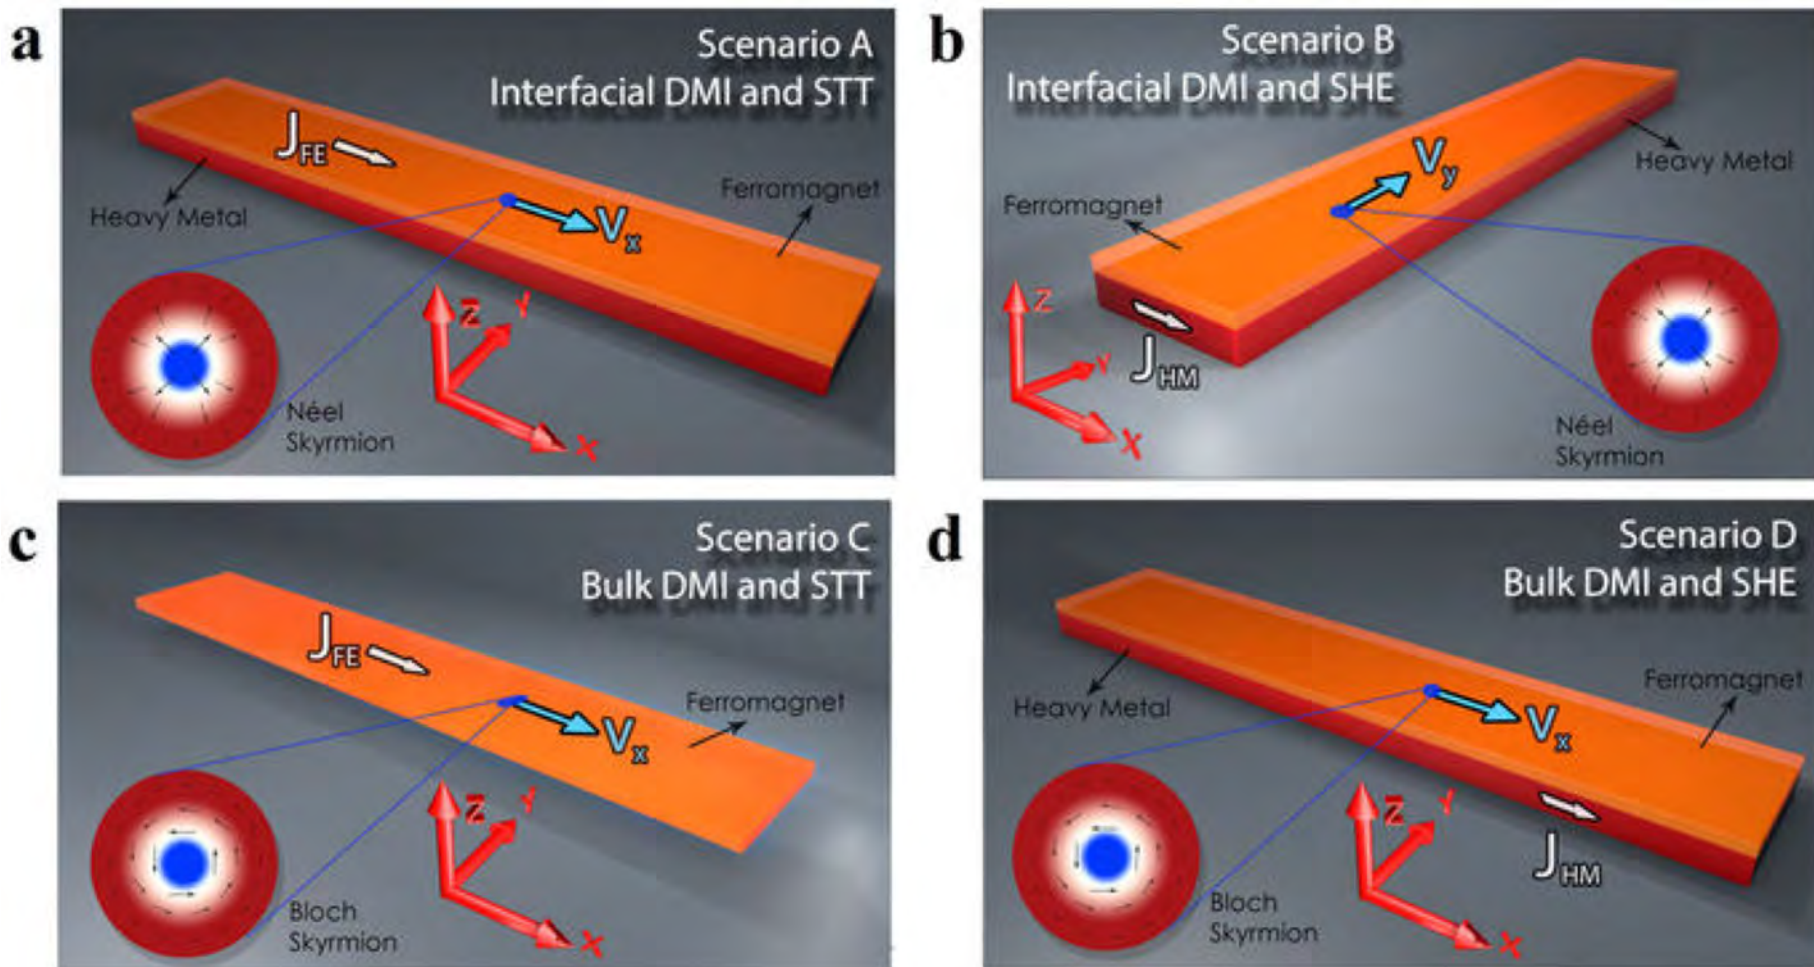 a
Scenario A
Interfacial DMI and STT
J_FE
Heavy Metal
Ferromagnet
V_x
Z
Y
X
Néel
Skyrmion
b
Scenario B
Interfacial DMI and SHE
Heavy Metal
V_y
Ferromagnet
Z
Y
X
J_HM
Néel
Skyrmion
c
Scenario C
Bulk DMI and STT
J_FE
Ferromagnet
V_x
Z
Y
X
Bloch
Skyrmion
d
Scenario D
Bulk DMI and SHE
Heavy Metal
Ferromagnet
V_x
Z
Y
X
J_HM
Bloch
Skyrmion